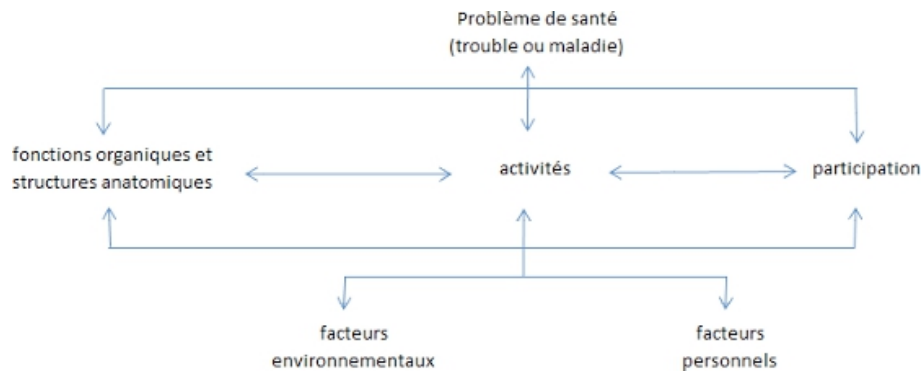 Problème de santé
(trouble ou maladie)
fonctions organiques et
structures anatomiques
activités
participation
facteurs
environnementaux
facteurs
personnels